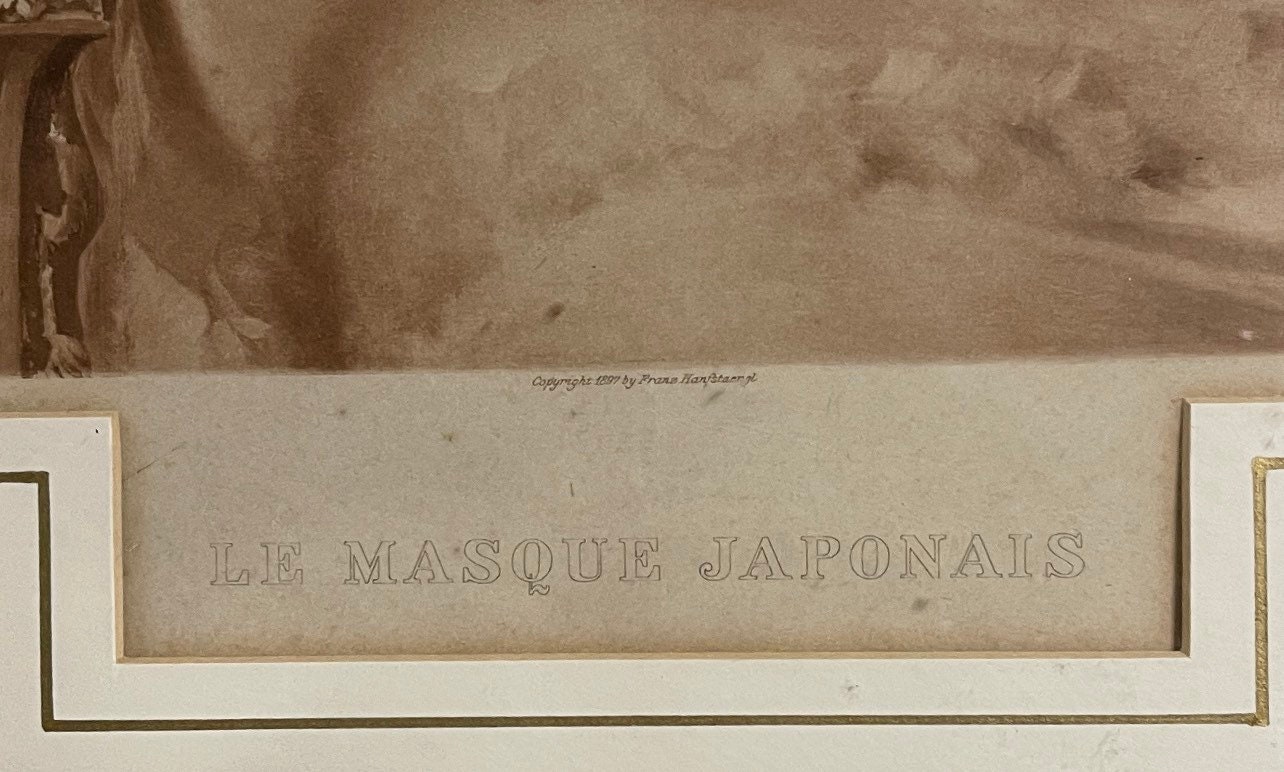 Copyright 1897 by Franz Hanfstaengl
LE MASQUE JAPONAIS